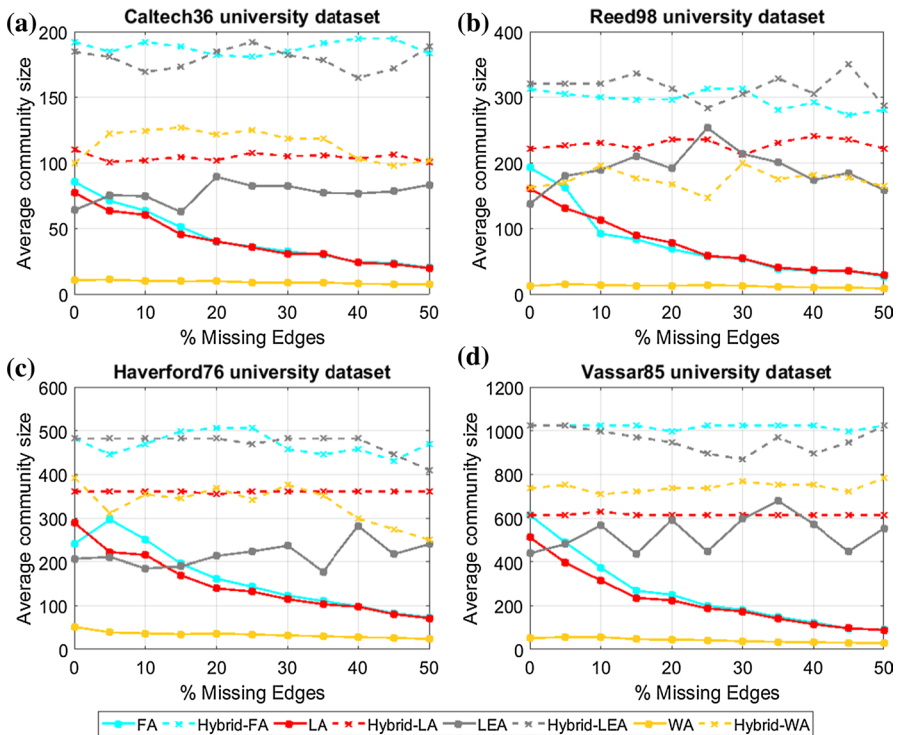 (a) Caltech36 university dataset
Average community size
200
150
100
50
0
0 10 20 30 40 50
% Missing Edges
(b) Reed98 university dataset
Average community size
400
300
200
100
0
0 10 20 30 40 50
% Missing Edges
(c) Haverford76 university dataset
Average community size
600
500
400
300
200
100
0
0 10 20 30 40 50
% Missing Edges
(d) Vassar85 university dataset
Average community size
1200
1000
800
600
400
200
0
0 10 20 30 40 50
% Missing Edges
FA Hybrid-FA LA Hybrid-LA LEA Hybrid-LEA WA Hybrid-WA